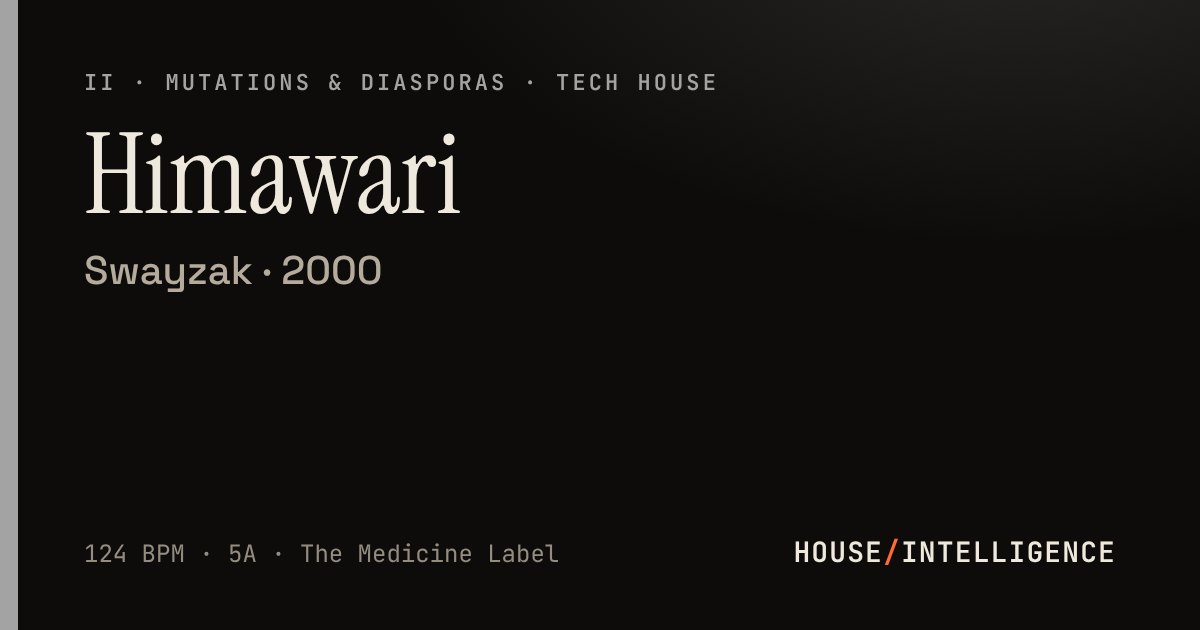 II · MUTATIONS & DIASPORAS · TECH HOUSE
Himawari
Swayzak · 2000
124 BPM · 5A · The Medicine Label
HOUSE/INTELLIGENCE